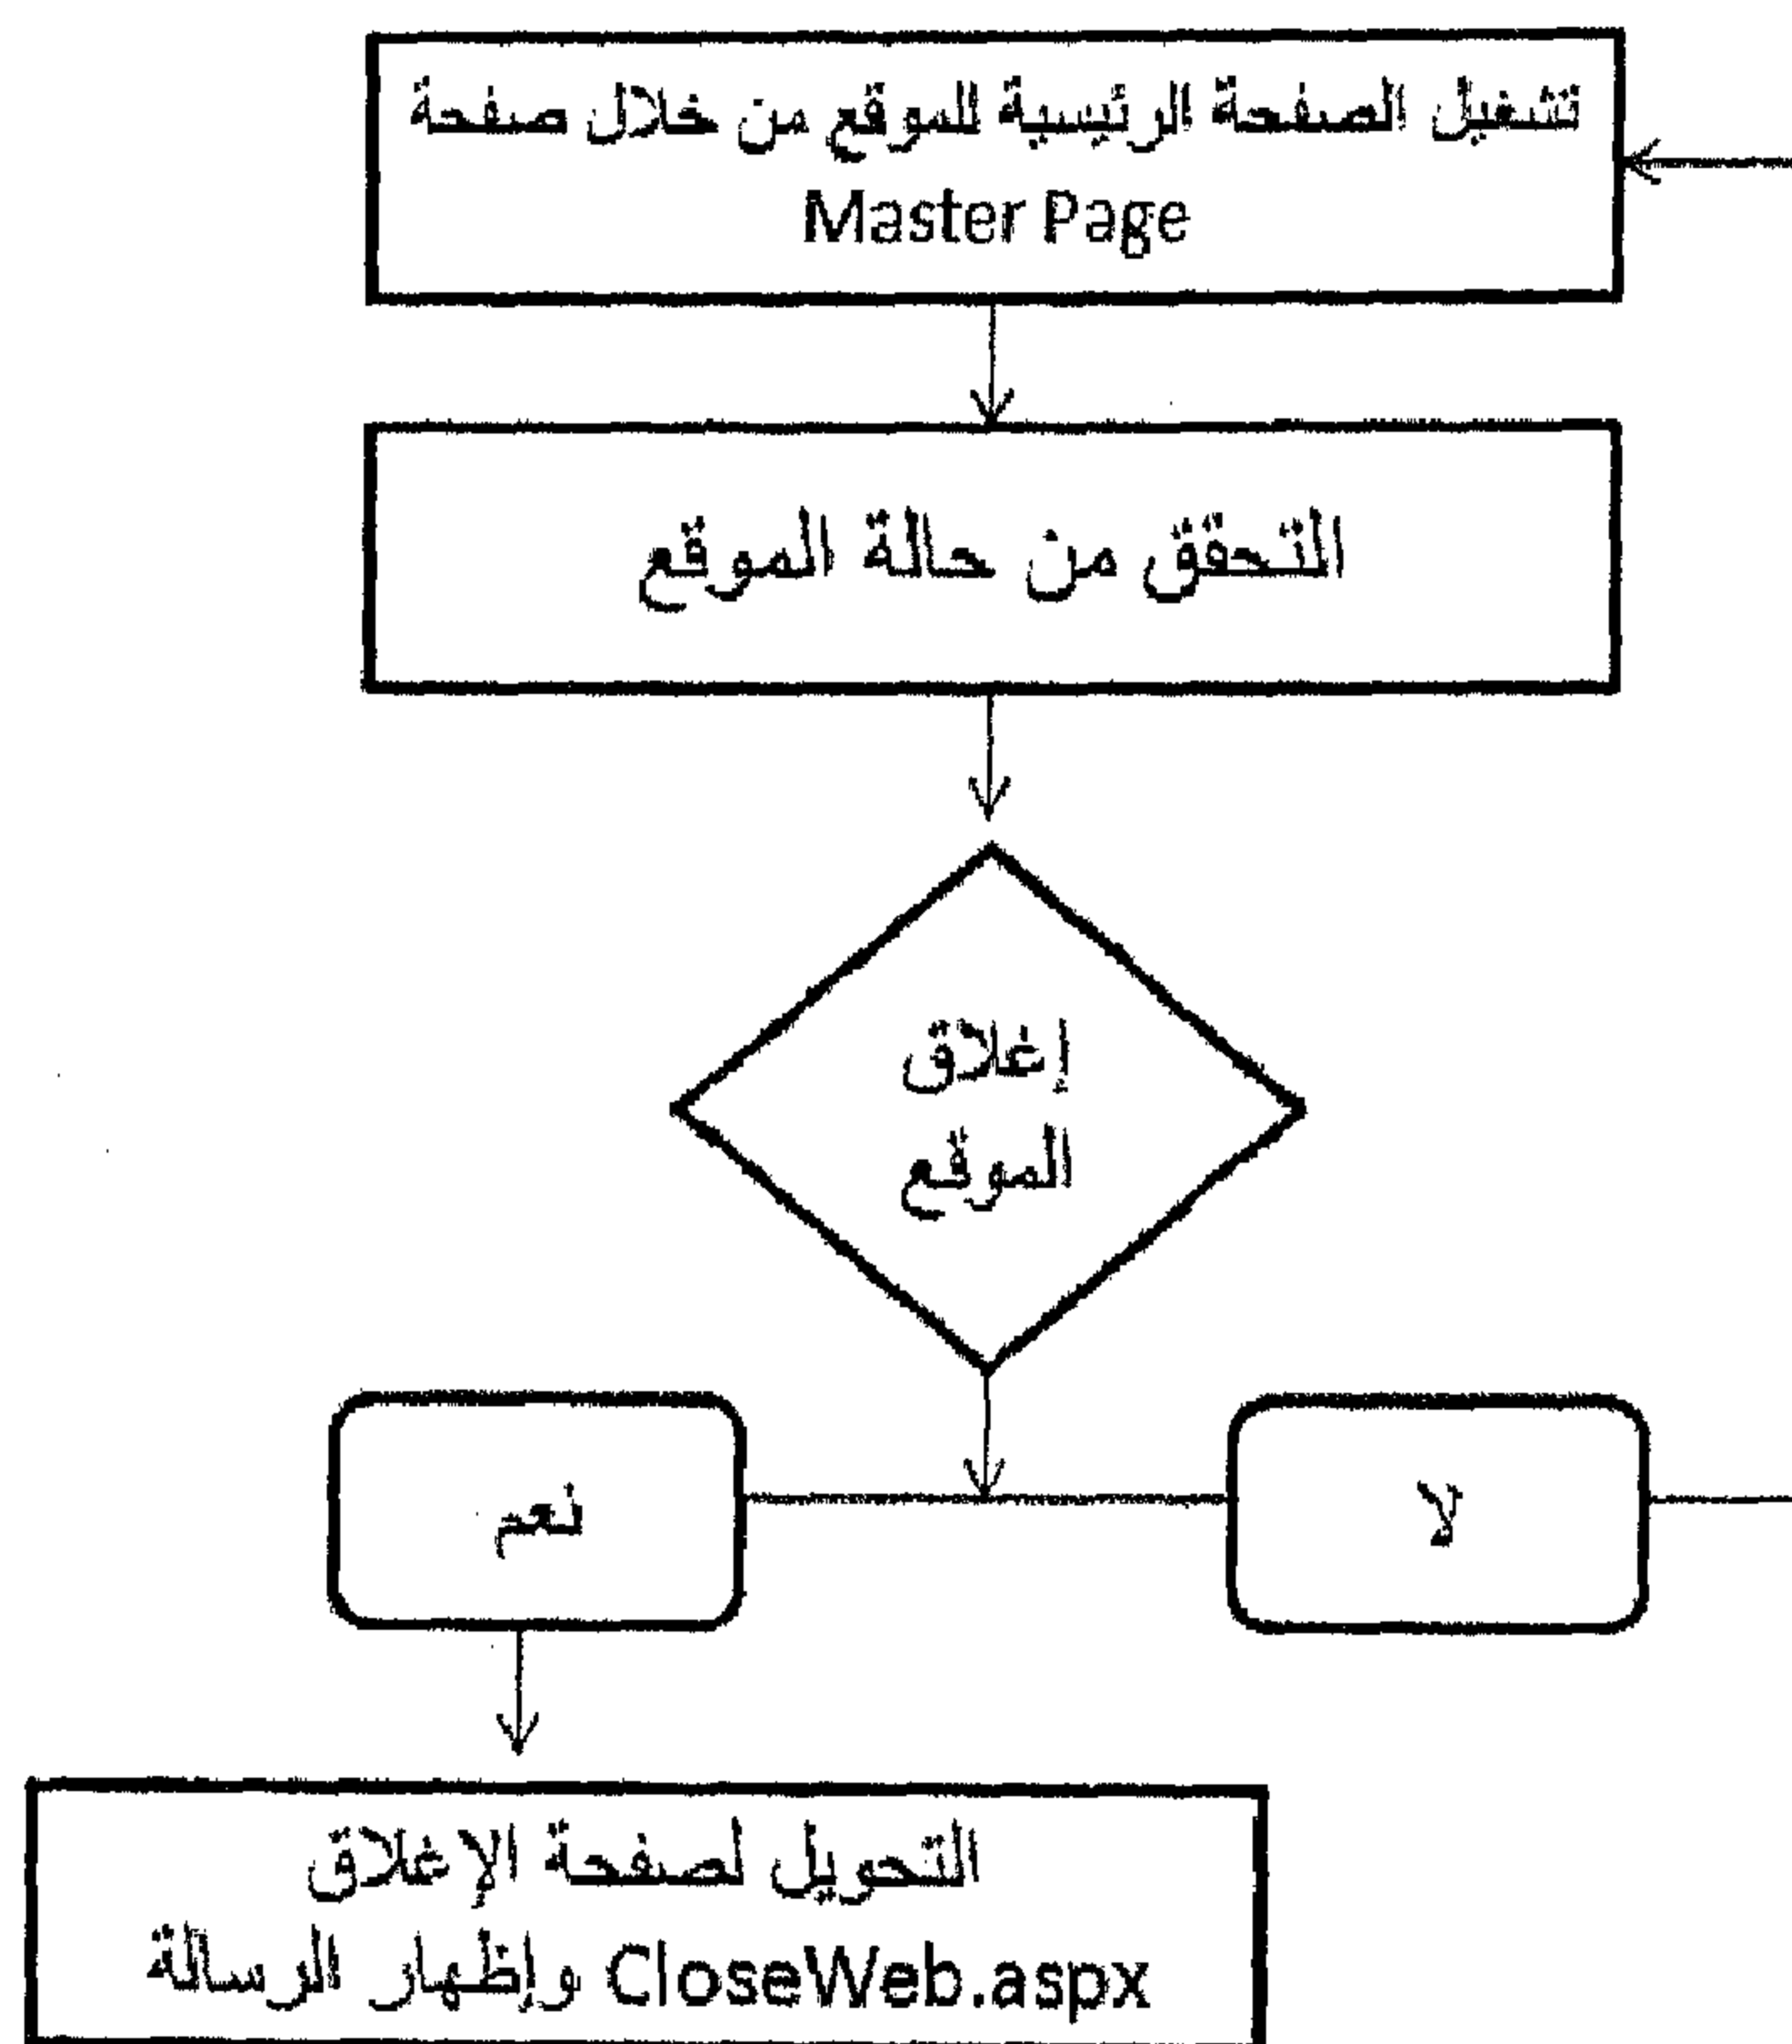 تشغيل الصفحة الرئيسية للموقع من خلال صفحة
Master Page
التحقق من حالة الموقع
إغلاق
الموقع
لا
نعم
التحويل لصفحة الإغلاق
CloseWeb.aspx وإظهار الرسالة